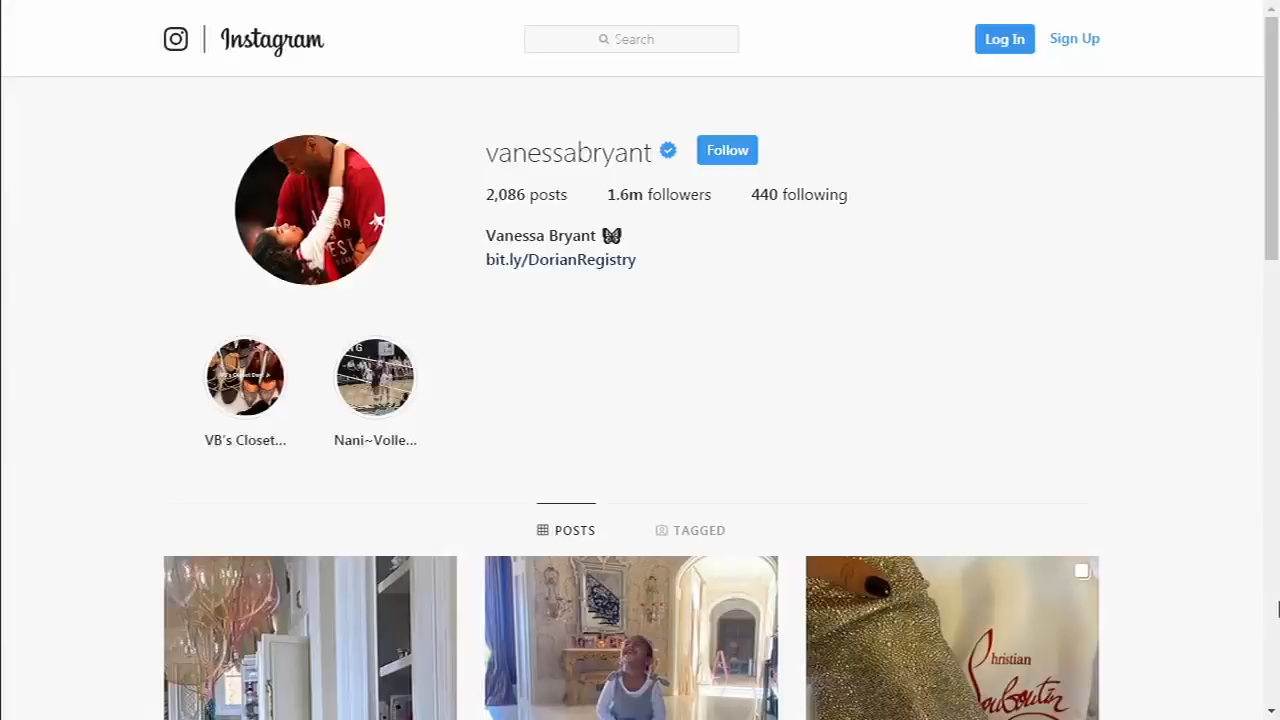 Instagram
Search
Log In
Sign Up
vanessabryant
Follow
2,086 posts
1.6m followers
440 following
Vanessa Bryant
bit.ly/DorianRegistry
VB's Closet...
Nani~Volle...
POSTS
TAGGED
Christian
Louboutin